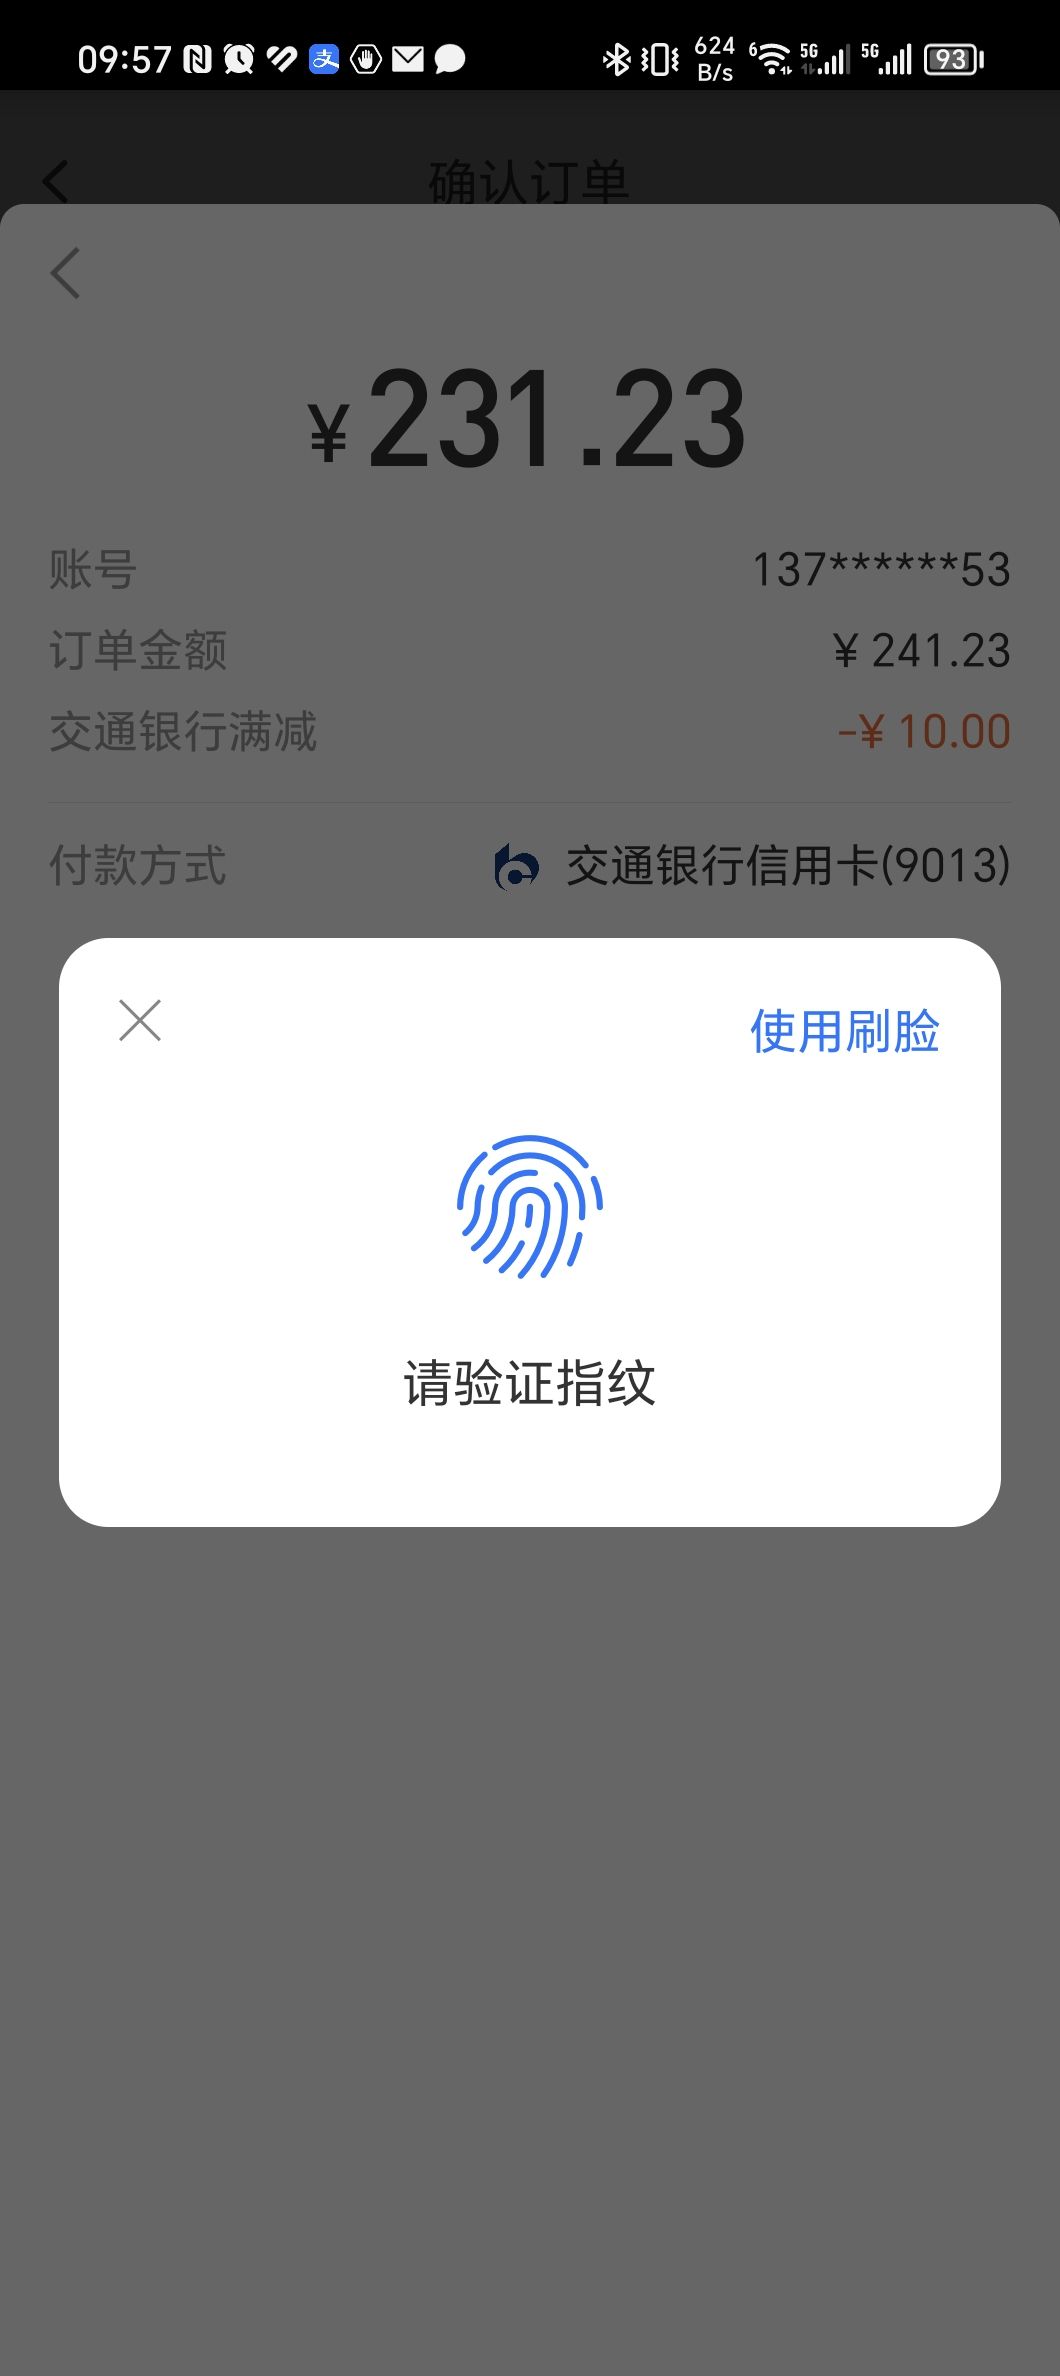 09:57
624
B/s
6
5G
5G
93
确认订单
¥231.23
账号 137******53
订单金额 ¥ 241.23
交通银行满减 -¥ 10.00
付款方式 交通银行信用卡(9013)
使用刷脸
请验证指纹